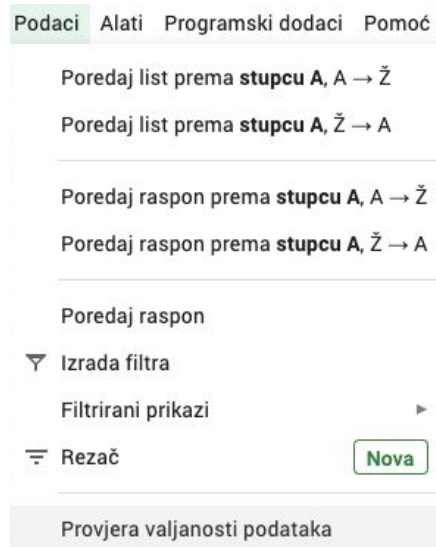 Podaci Alati Programski dodaci Pomoć
Poredaj list prema stupcu A, A → Ž
Poredaj list prema stupcu A, Ž → A
Poredaj raspon prema stupcu A, A → Ž
Poredaj raspon prema stupcu A, Ž → A
Poredaj raspon
Izrada filtra
Filtrirani prikazi
Rezač Nova
Provjera valjanosti podataka